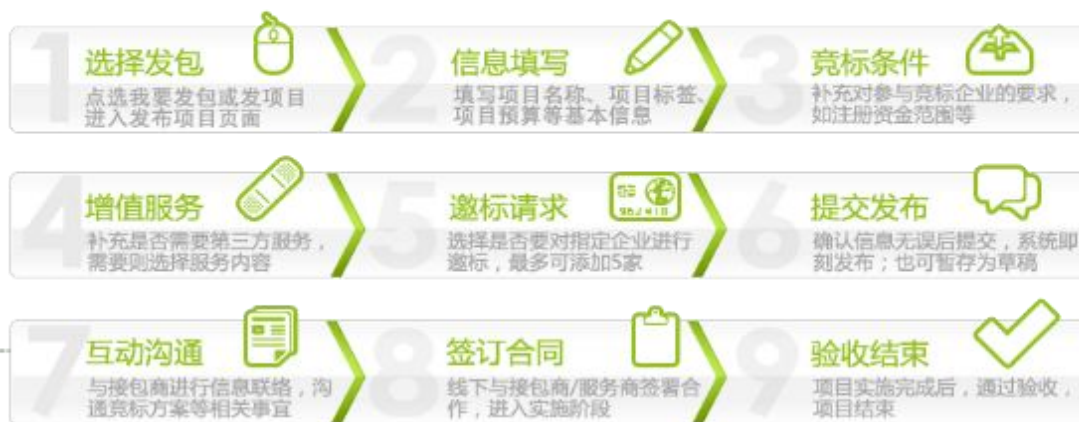 1
选择发包
点选我要发包或发项目
进入发布项目页面
2
信息填写
填写项目名称、项目标签、
项目预算等基本信息
3
竞标条件
补充对参与竞标企业的要求，
如注册资金范围等
4
增值服务
补充是否需要第三方服务，
需要则选择服务内容
5
邀标请求
选择是否要对指定企业进行
邀标，最多可添加5家
6
提交发布
确认信息无误后提交，系统即
刻发布；也可暂存为草稿
7
互动沟通
与接包商进行信息联络，沟
通竞标方案等相关事宜
8
签订合同
线下与接包商/服务商签署合
作，进入实施阶段
9
验收结束
项目实施完成后，通过验收，
项目结束